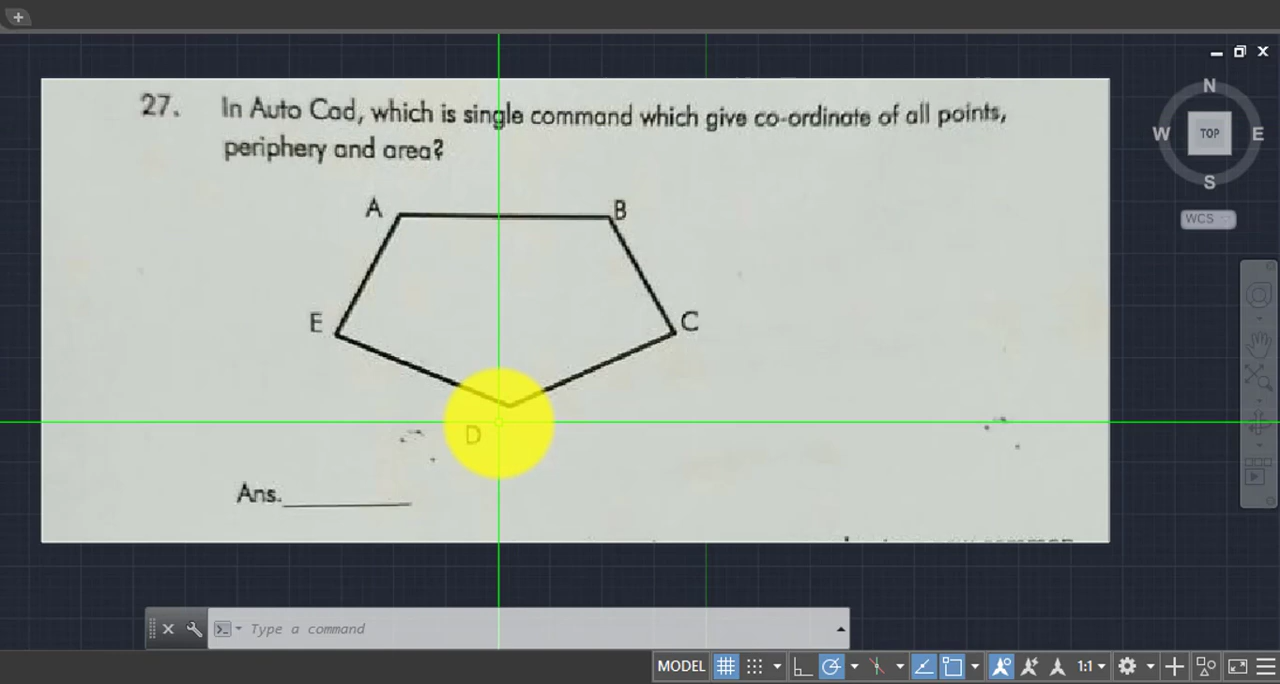 +
N
W TOP E
S
WCS
27. In Auto Cad, which is single command which give co-ordinate of all points,
periphery and area?
A B
E C
D
Ans.
Type a command
MODEL 1:1